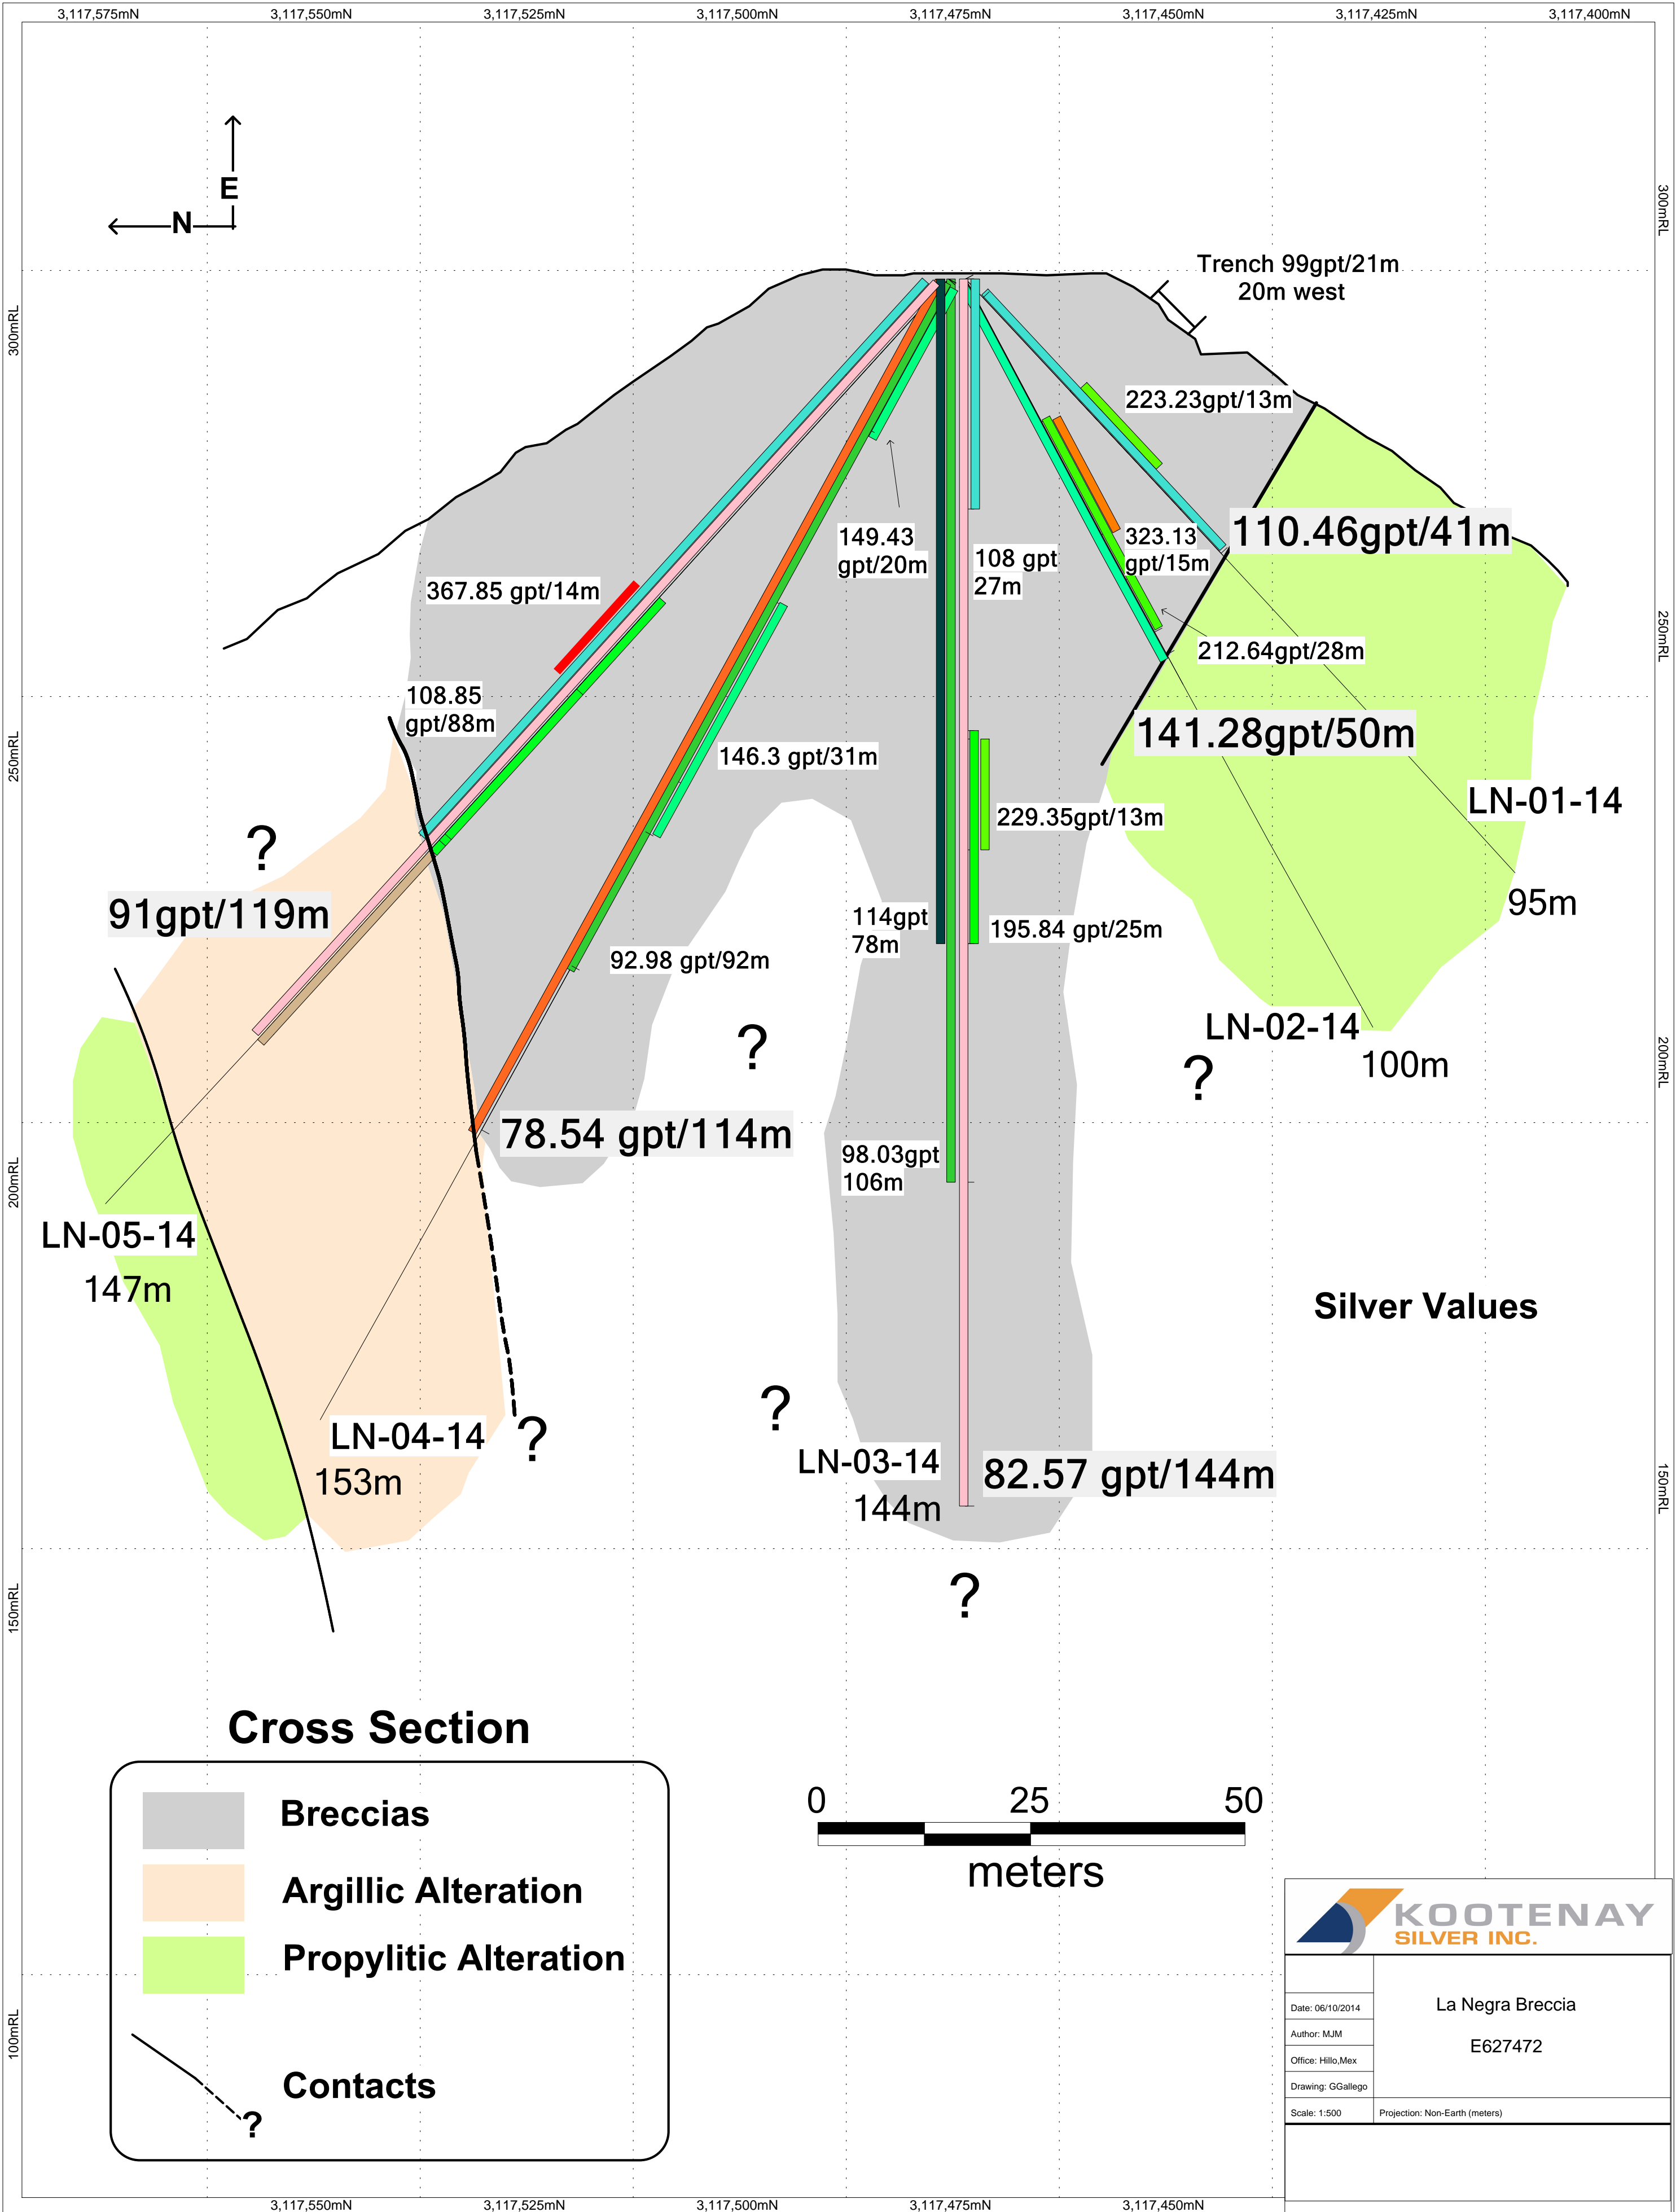 3,117,575mN
3,117,550mN
3,117,525mN
3,117,500mN
3,117,475mN
3,117,450mN
3,117,425mN
3,117,400mN
E
N
300mRL
Trench 99gpt/21m
20m west
300mRL
223.23gpt/13m
110.46gpt/41m
149.43
gpt/20m
323.13
gpt/15m
108 gpt
27m
367.85 gpt/14m
250mRL
212.64gpt/28m
108.85
gpt/88m
141.28gpt/50m
250mRL
146.3 gpt/31m
LN-01-14
229.35gpt/13m
?
95m
91gpt/119m
114gpt
78m
195.84 gpt/25m
92.98 gpt/92m
LN-02-14
?
200mRL
100m
?
78.54 gpt/114m
98.03gpt
106m
200mRL
LN-05-14
147m
Silver Values
?
LN-04-14
?
153m
LN-03-14
144m
82.57 gpt/144m
150mRL
?
150mRL
Cross Section
Breccias
Argillic Alteration
Propylitic Alteration
Contacts
?
0 25 50
meters
100mRL
KOOTENAY
SILVER INC.
Date: 06/10/2014
Author: MJM
Office: Hillo,Mex
Drawing: GGallego
Scale: 1:500
La Negra Breccia
E627472
Projection: Non-Earth (meters)
3,117,550mN
3,117,525mN
3,117,500mN
3,117,475mN
3,117,450mN